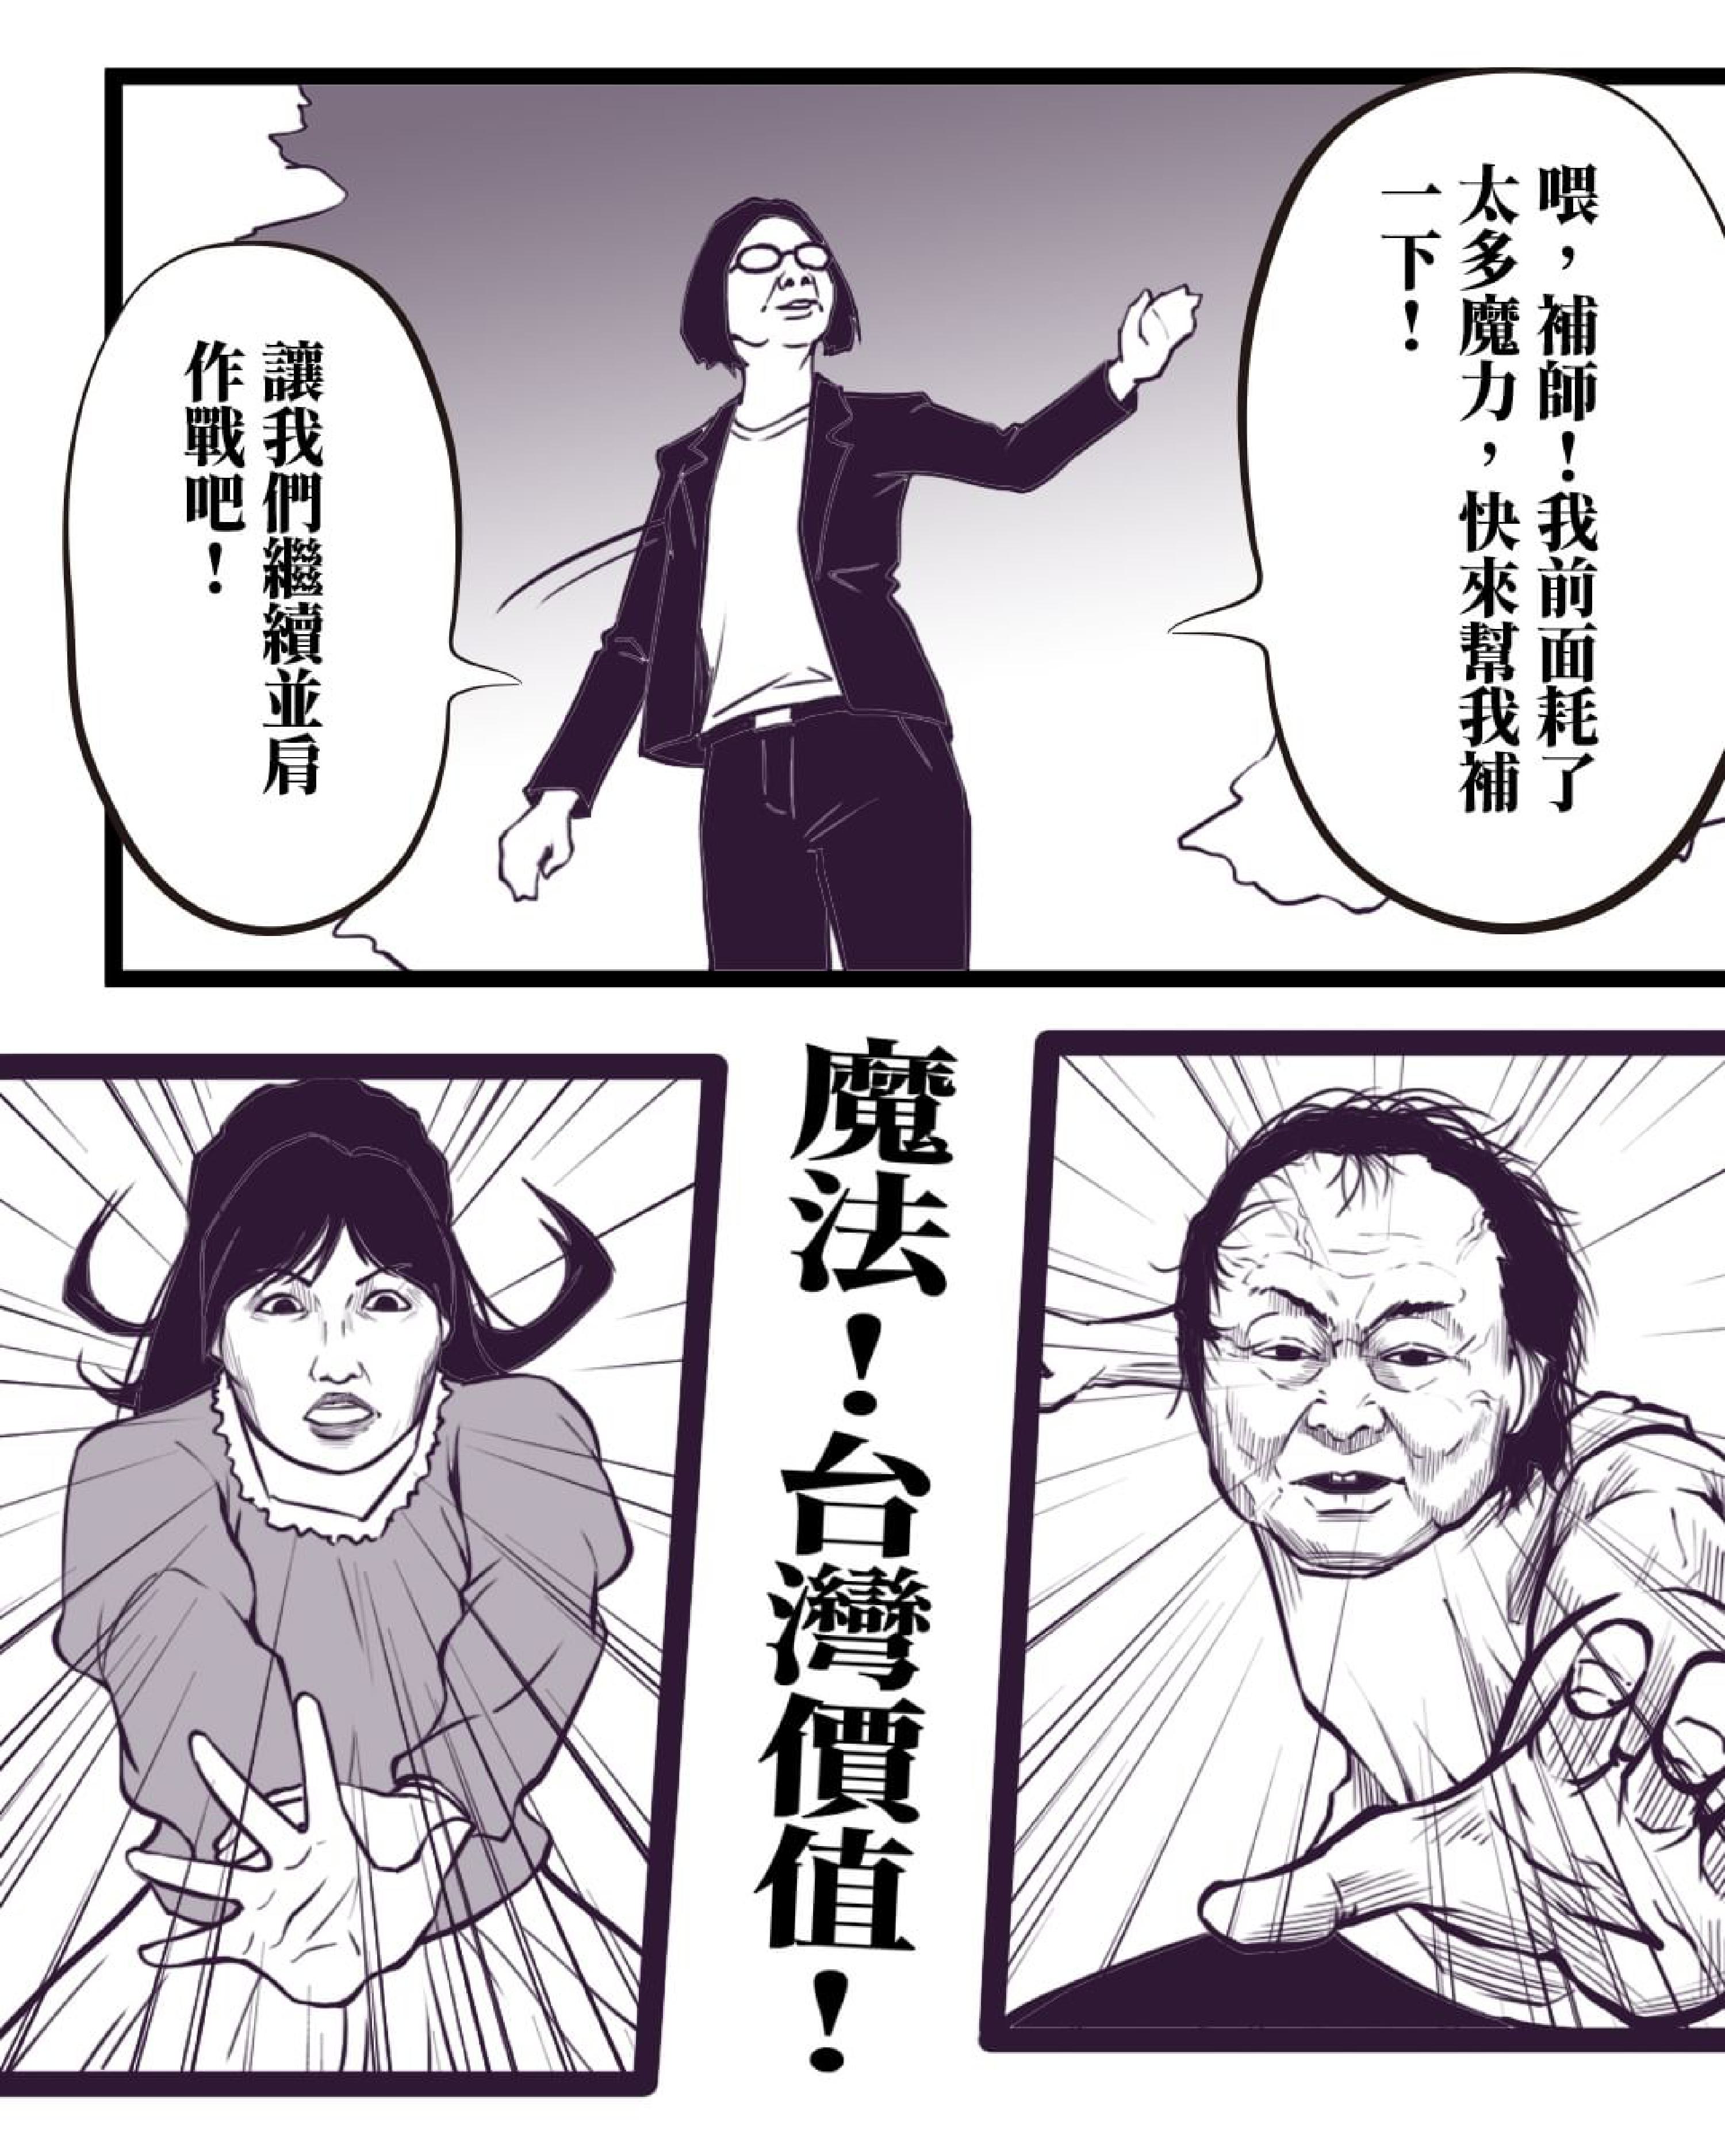 喂，補師！我前面耗了
太多魔力，快來幫我補
一下！
讓我們繼續並肩
作戰吧！
魔法！台灣價值！